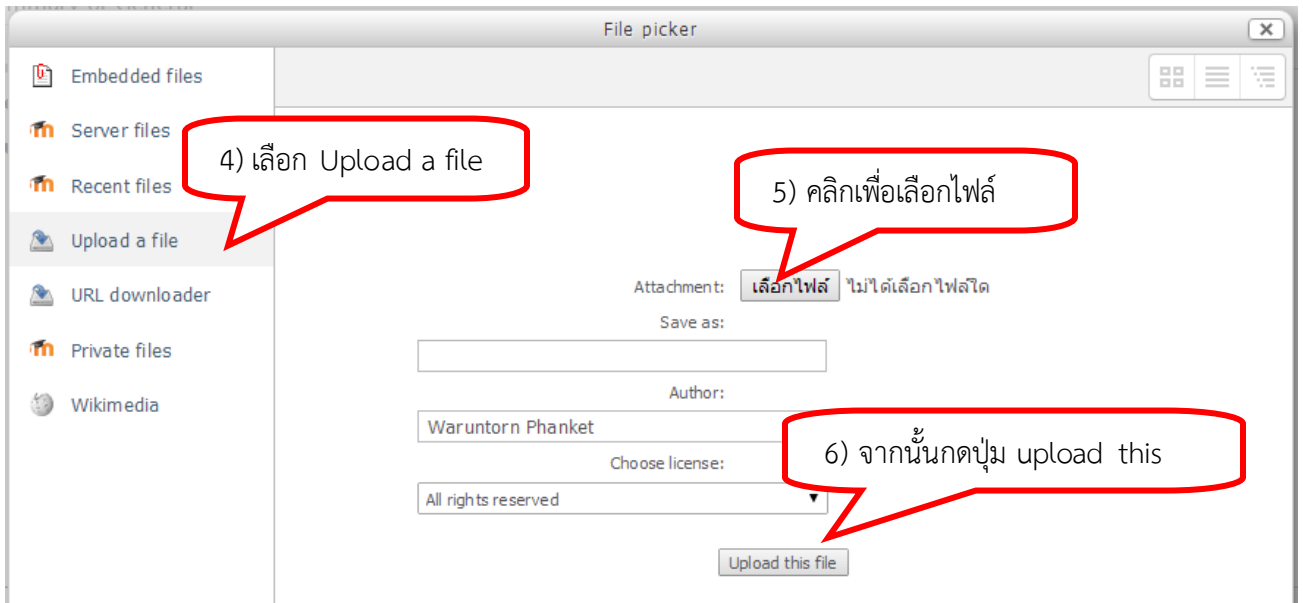 File picker
Embedded files
Server files
4) เลือก Upload a file
Recent files
5) คลิกเพื่อเลือกไฟล์
Upload a file
Attachment: เลือกไฟล์ ไม่ได้เลือกไฟล์ใด
URL downloader
Save as:
Private files
Author:
Wikimedia
Waruntorn Phanket
6) จากนั้นกดปุ่ม upload this
Choose license:
All rights reserved
Upload this file